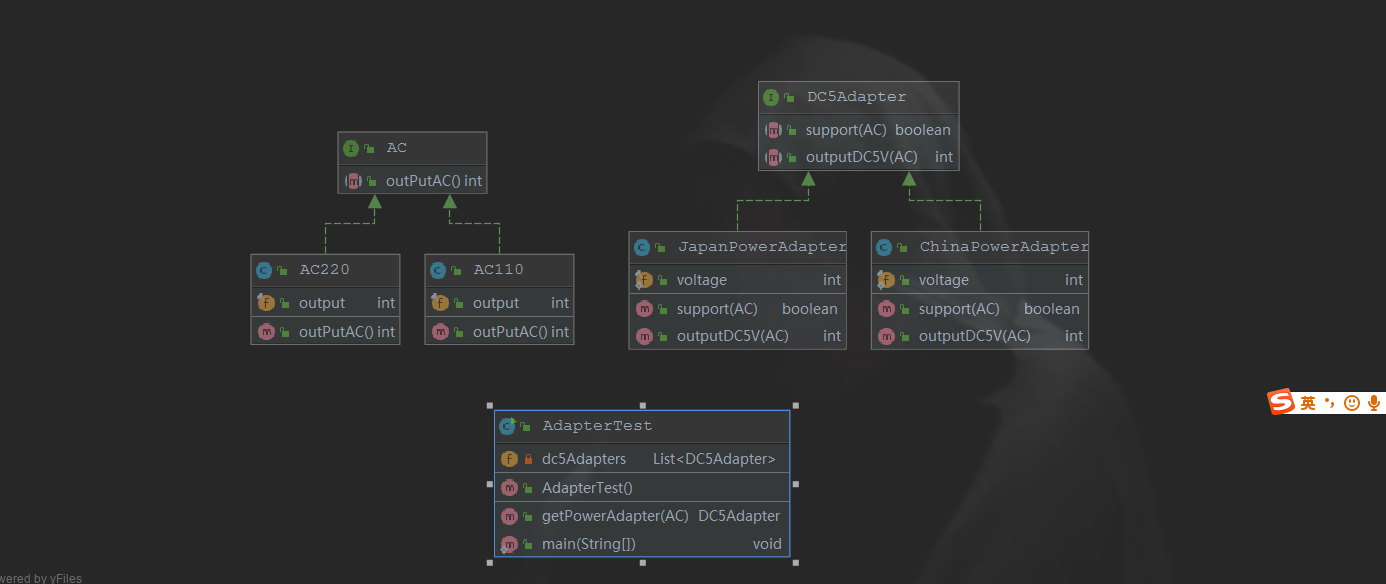 DC5Adapter
support(AC) boolean
outputDC5V(AC) int
AC
outPutAC() int
JapanPowerAdapter
voltage int
support(AC) boolean
outputDC5V(AC) int
ChinaPowerAdapter
voltage int
support(AC) boolean
outputDC5V(AC) int
AC220
output int
outPutAC() int
AC110
output int
outPutAC() int
英
AdapterTest
dc5Adapters List<DC5Adapter>
AdapterTest()
getPowerAdapter(AC) DC5Adapter
main(String[]) void
wered by yFiles